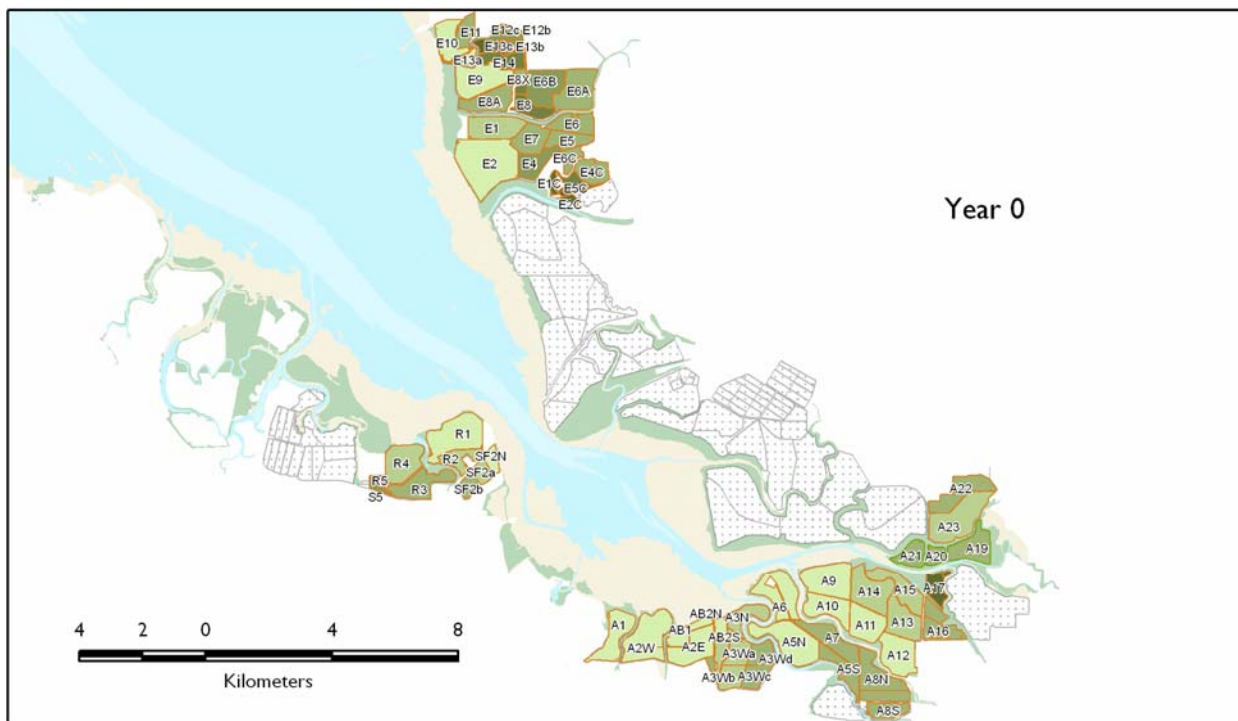 E11 E12c E12b
E10 E13c E13b
E13a E14
E9 E8X E6B E6A
E8A E8
E1 E7 E6
E5
E2 E4 E6C E4C
E1C E5C
E2C
Year 0
R1
R4 R2 SF2N
SF2a
R5 R3 SF2b
S5
A22
A23
A21 A20 A19
A9 A14 A15 A17
A6 A10
A1 AB2N A3N A11 A13 A16
AB1 AB2S A5N A7
A2W A2E A3Wa A3Wd A12
A3Wb A3Wc A5S A8N
A8S
4 2 0 4 8
Kilometers